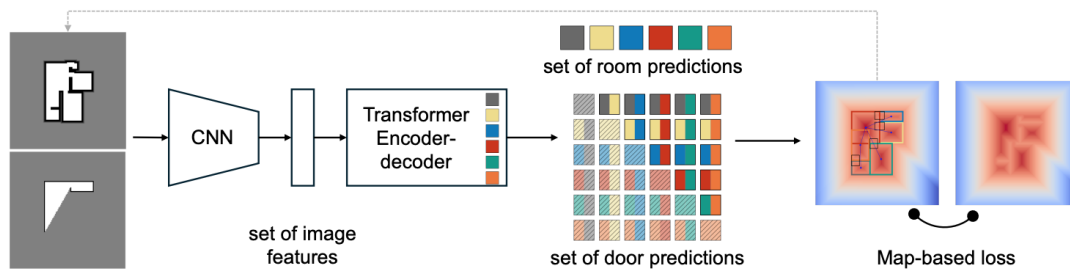 set of room predictions
CNN
Transformer
Encoder-
decoder
set of image
features
set of door predictions
Map-based loss